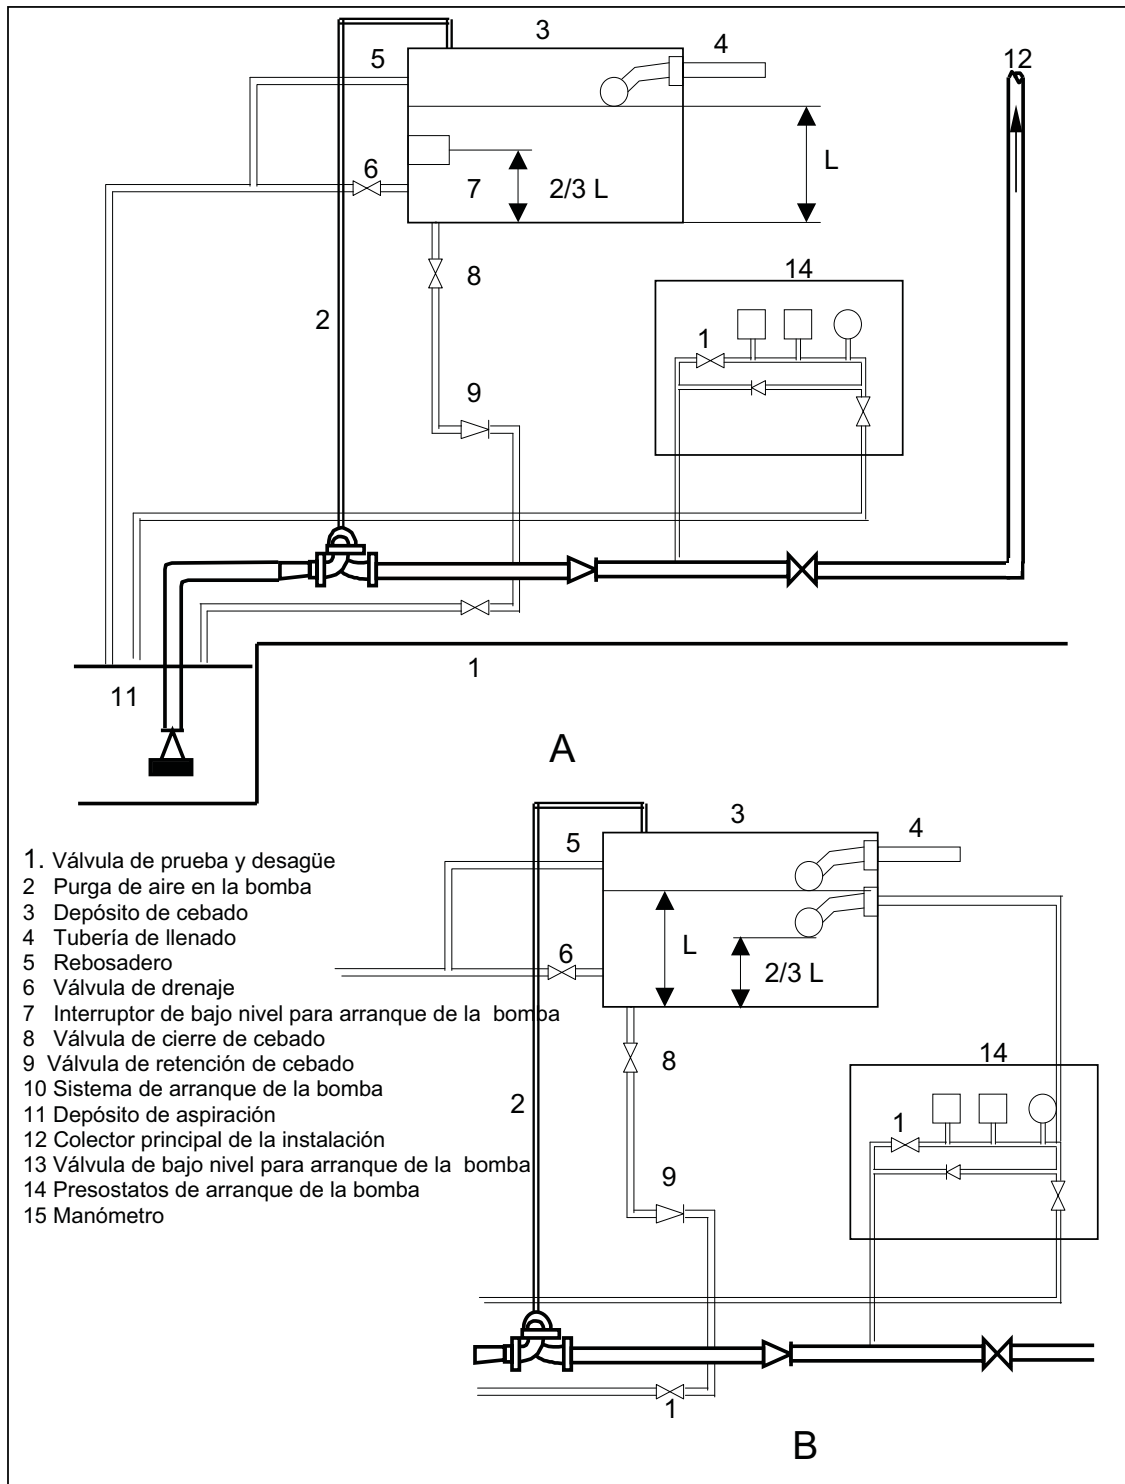 3
4
12
5
L
6
7
2/3 L
14
8
2
1
9
1
11
A
3
4
5
1. Válvula de prueba y desagüe
2 Purga de aire en la bomba
3 Depósito de cebado
4 Tubería de llenado
5 Rebosadero
6 Válvula de drenaje
7 Interruptor de bajo nivel para arranque de la bomba
8 Válvula de cierre de cebado
9 Válvula de retención de cebado
10 Sistema de arranque de la bomba
11 Depósito de aspiración
12 Colector principal de la instalación
13 Válvula de bajo nivel para arranque de la bomba
14 Presostatos de arranque de la bomba
15 Manómetro
6
L
2/3 L
8
14
2
1
9
1
B